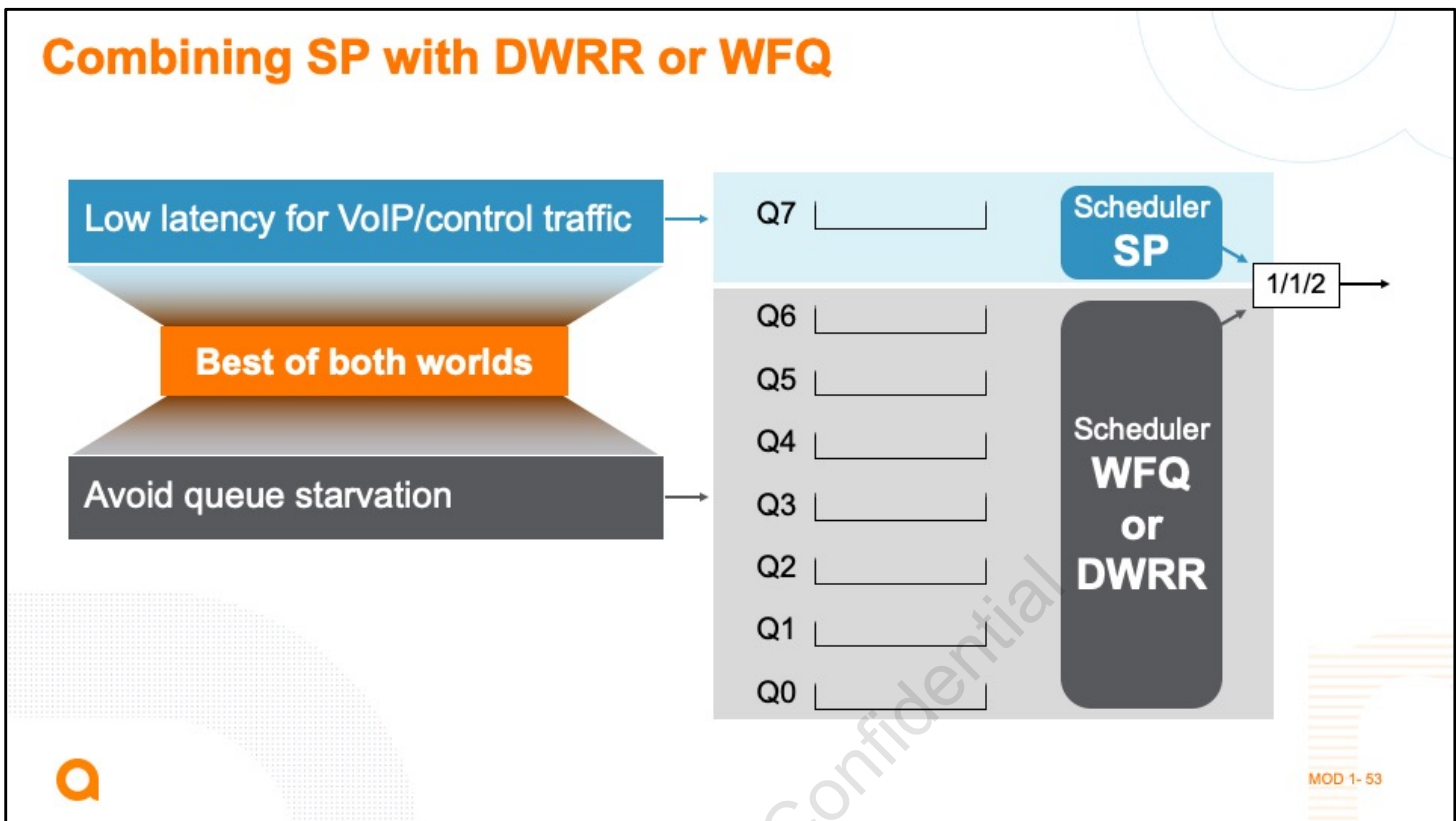 Combining SP with DWRR or WFQ
Low latency for VoIP/control traffic
Best of both worlds
Avoid queue starvation
Q7
Q6
Q5
Q4
Q3
Q2
Q1
Q0
Scheduler
SP
Scheduler
WFQ
or
DWRR
1/1/2
Confidential
MOD 1- 53